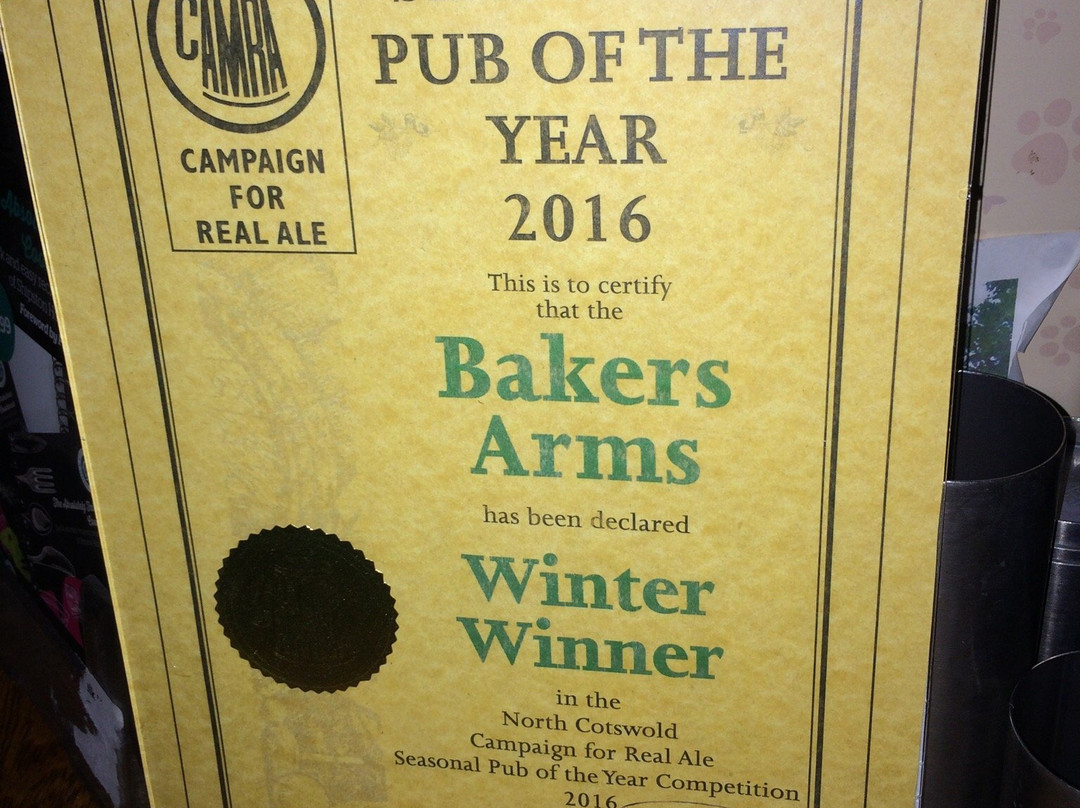 CAMRA
CAMPAIGN
FOR
REAL ALE
PUB OF THE
YEAR
2016
This is to certify
that the
Bakers
Arms
has been declared
Winter
Winner
in the
North Cotswold
Campaign for Real Ale
Seasonal Pub of the Year Competition
2016
Foreword by